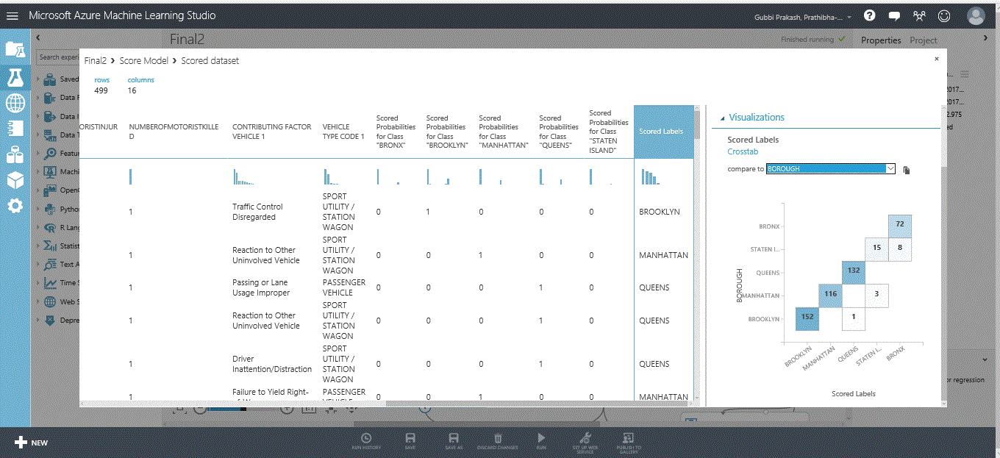 Microsoft Azure Machine Learning Studio
Gubbi Prakash, Prathibha-...
Final2
Finished running
Properties Project
Search experi
Final2 › Score Model › Scored dataset
rows columns
499 16
Saved
Data F
Data I
Data T
Featur
Machi
OpenC
Pytho
R Lang
Statist
Text A
Time S
Web S
Depre
ORISTINJUR
NUMBEROFMOTORISTKILLE
D
CONTRIBUTING FACTOR
VEHICLE 1
VEHICLE
TYPE CODE 1
Scored
Probabilities
for Class
"BRONX"
Scored
Probabilities
for Class
"BROOKLYN"
Scored
Probabilities
for Class
"MANHATTAN"
Scored
Probabilities
for Class
"QUEENS"
Scored
Probabilities
for Class
"STATEN
ISLAND"
Scored Labels
1
Traffic Control
Disregarded
SPORT
UTILITY /
STATION
WAGON
0 1 0 0 0 BROOKLYN
1
Reaction to Other
Uninvolved Vehicle
SPORT
UTILITY /
STATION
WAGON
0 0 1 0 0 MANHATTAN
1
Passing or Lane
Usage Improper
PASSENGER
VEHICLE
0 0 0 1 0 QUEENS
1
Reaction to Other
Uninvolved Vehicle
SPORT
UTILITY /
STATION
WAGON
0 0 0 1 0 QUEENS
1
Driver
Inattention/Distraction
SPORT
UTILITY /
STATION
WAGON
0 0 0 1 0 QUEENS
1
Failure to Yield Right-
PASSENGER
0 0 1 0 0 MANHATTAN
Visualizations
Scored Labels
Crosstab
compare to BOROUGH
BRONX 72
STATEN I... 15 8
QUEENS 132
MANHATTAN 116 3
BROOKLYN 152 1
BOROUGH
BROOKLYN
MANHATTAN
QUEENS
STATEN I...
BRONX
Scored Labels
2017...
2017...
2.975
ed
or regression
NEW
RUN HISTORY
SAVE
SAVE AS
DISCARD CHANGES
RUN
SET UP WEB
SERVICE
PUBLISH TO
GALLERY